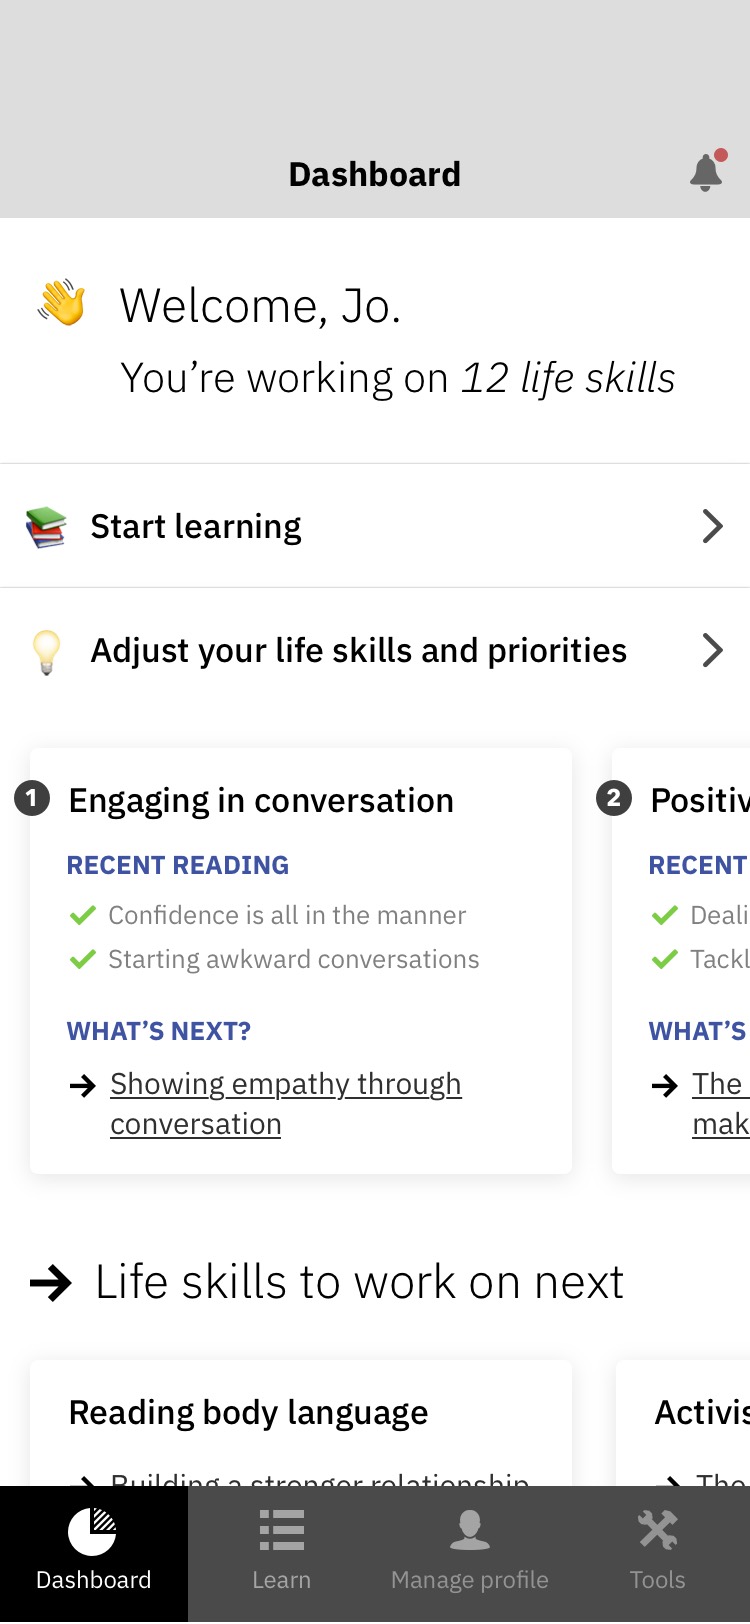 Dashboard
Welcome, Jo.
You’re working on 12 life skills
Start learning
Adjust your life skills and priorities
1 Engaging in conversation
RECENT READING
Confidence is all in the manner
Starting awkward conversations
WHAT’S NEXT?
Showing empathy through
conversation
2 Positiv
RECENT
Deali
Tackl
WHAT’S
The
mak
Life skills to work on next
Reading body language
Building a stronger relationship
Activis
The
Dashboard
Learn
Manage profile
Tools